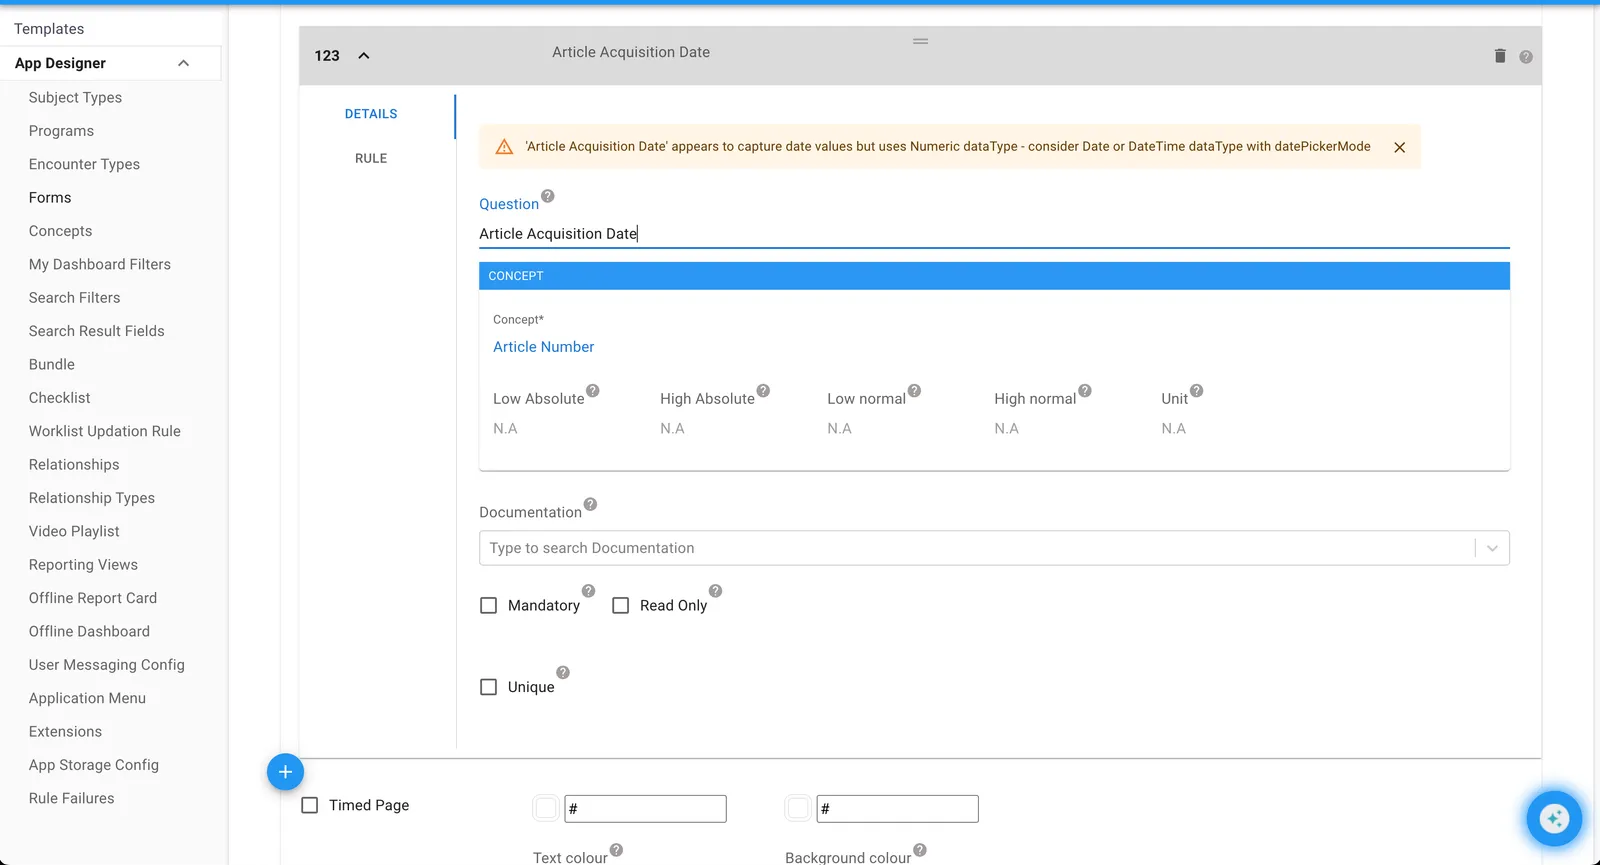 Templates
App Designer
Subject Types
Programs
Encounter Types
Forms
Concepts
My Dashboard Filters
Search Filters
Search Result Fields
Bundle
Checklist
Worklist Updation Rule
Relationships
Relationship Types
Video Playlist
Reporting Views
Offline Report Card
Offline Dashboard
User Messaging Config
Application Menu
Extensions
App Storage Config
Rule Failures
123 Article Acquisition Date ?
DETAILS
RULE
'Article Acquisition Date' appears to capture date values but uses Numeric dataType - consider Date or DateTime dataType with datePickerMode
Question ?
Article Acquisition Date
CONCEPT
Concept*
Article Number
Low Absolute ? High Absolute ? Low normal ? High normal ? Unit ?
N.A N.A N.A N.A N.A
Documentation ?
Type to search Documentation
Mandatory ? Read Only ?
Unique ?
+
Timed Page # #
Text colour ? Background colour ?